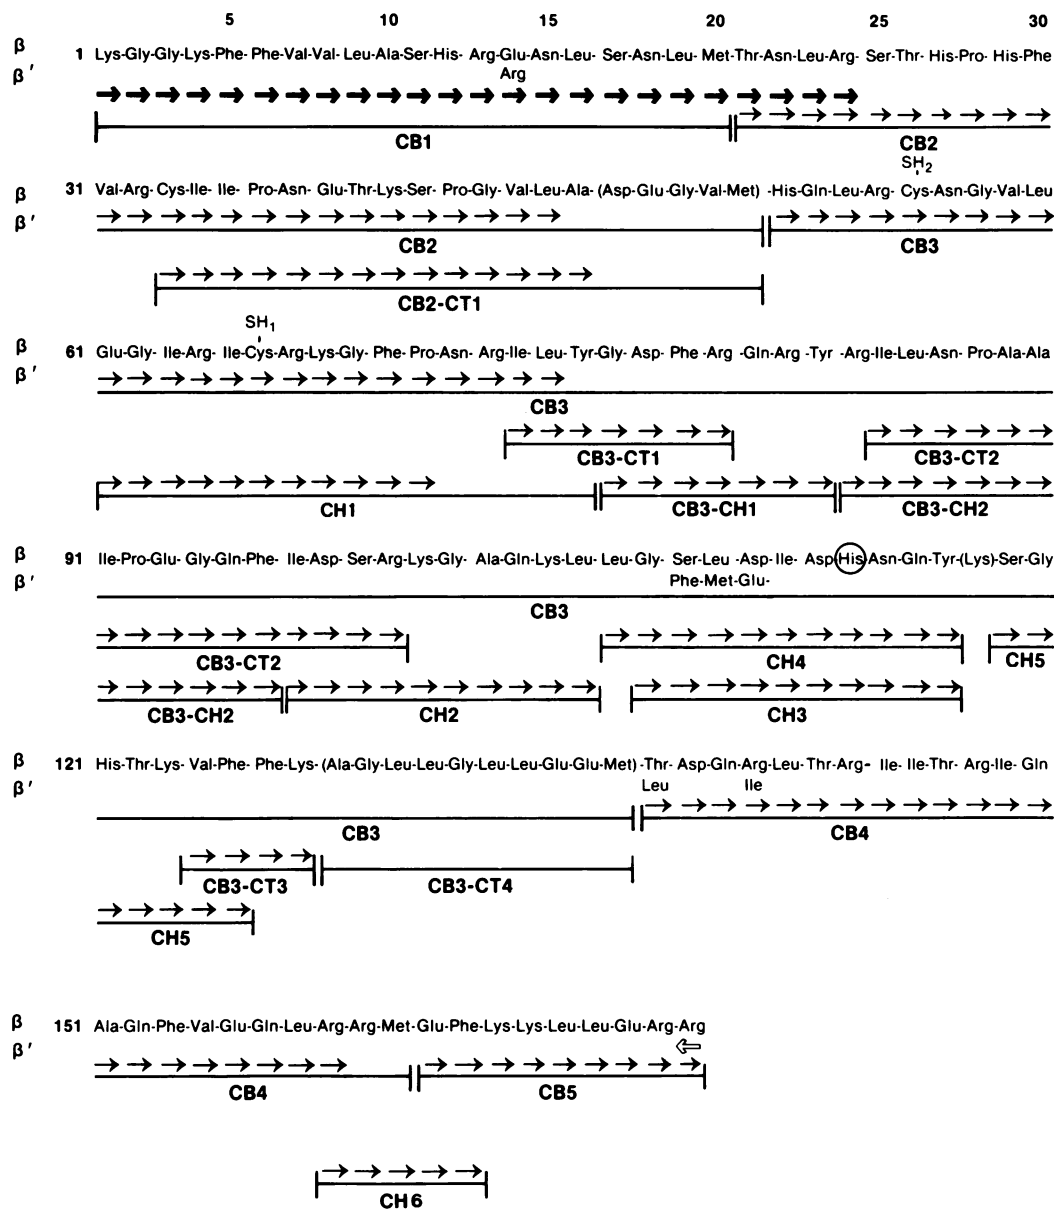 5 10 15 20 25 30
β 1 Lys-Gly-Gly-Lys-Phe- Phe-Val-Val- Leu-Ala-Ser-His- Arg-Glu-Asn-Leu- Ser-Asn-Leu- Met-Thr-Asn-Leu-Arg- Ser-Thr- His-Pro- His-Phe
β' Arg
CB1 CB2
SH2
β 31 Val-Arg- Cys-Ile- Ile- Pro-Asn- Glu-Thr-Lys-Ser- Pro-Gly- Val-Leu-Ala- (Asp-Glu-Gly-Val-Met) -His-Gln-Leu-Arg- Cys-Asn-Gly-Val-Leu
β'
CB2 CB3
CB2-CT1
SH1
β 61 Glu-Gly- Ile-Arg- Ile-Cys-Arg-Lys-Gly- Phe- Pro-Asn- Arg-Ile- Leu- Tyr-Gly- Asp- Phe -Arg -Gln-Arg -Tyr -Arg-Ile-Leu-Asn- Pro-Ala-Ala
β'
CB3
CB3-CT1 CB3-CT2
CH1 CB3-CH1 CB3-CH2
β 91 Ile-Pro-Glu- Gly-Gln-Phe- Ile-Asp- Ser-Arg-Lys-Gly- Ala-Gln-Lys-Leu- Leu-Gly- Ser-Leu -Asp-Ile- Asp-His-Asn-Gln-Tyr-(Lys)-Ser-Gly
β' Phe-Met-Glu-
CB3
CB3-CT2 CH4 CH5
CB3-CH2 CH2 CH3
β 121 His-Thr-Lys- Val-Phe- Phe-Lys- (Ala-Gly-Leu-Leu-Gly-Leu-Leu-Glu-Glu-Met) -Thr- Asp-Gln-Arg-Leu-Thr-Arg- Ile- Ile-Thr- Arg-Ile- Gln
β' Leu Ile
CB3 CB4
CB3-CT3 CB3-CT4
CH5
β 151 Ala-Gln-Phe-Val-Glu-Gln-Leu-Arg-Arg-Met-Glu-Phe-Lys-Lys-Leu-Leu-Glu-Arg-Arg
β'
CB4 CB5
CH6